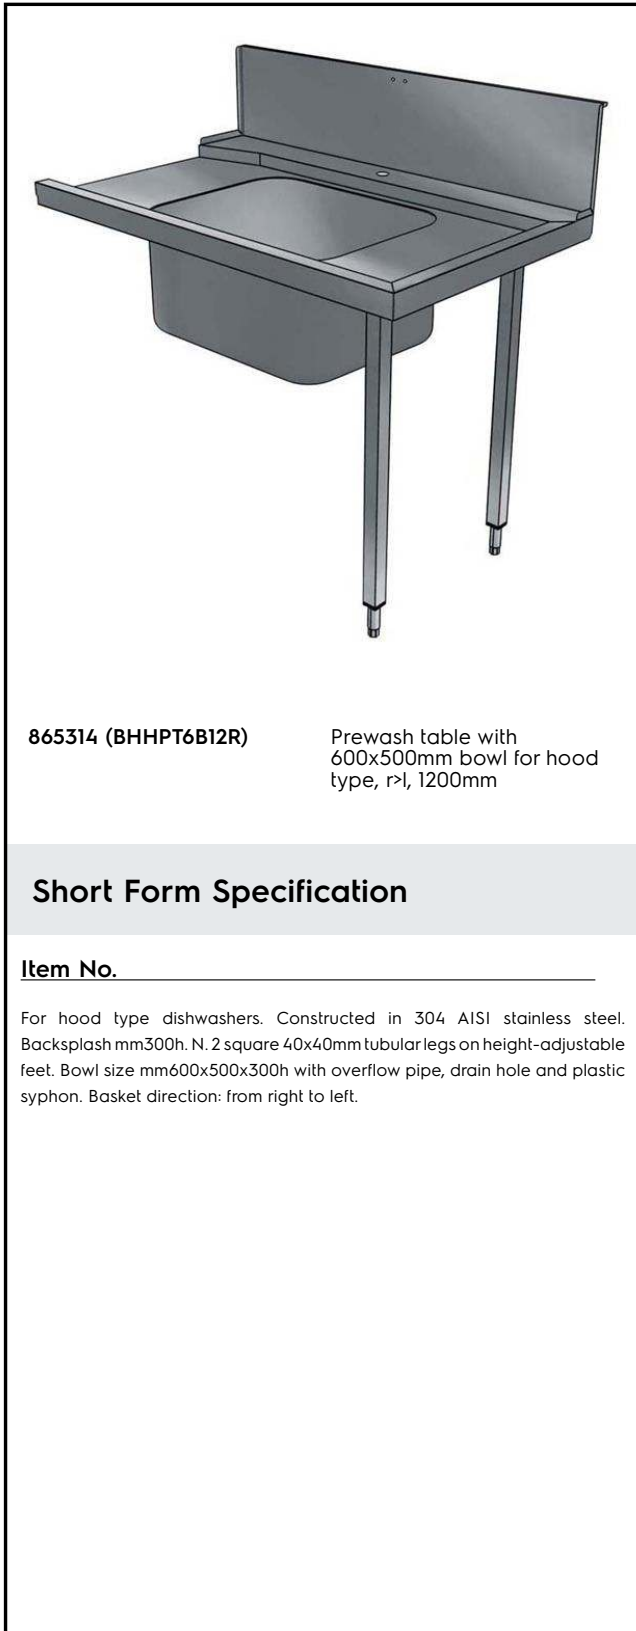 865314 (BHHPT6B12R)
Prewash table with
600x500mm bowl for hood
type, r>l, 1200mm
Short Form Specification
Item No.
For hood type dishwashers. Constructed in 304 AISI stainless steel.
Backsplash mm300h. N. 2 square 40x40mm tubular legs on height-adjustable
feet. Bowl size mm600x500x300h with overflow pipe, drain hole and plastic
syphon. Basket direction: from right to left.